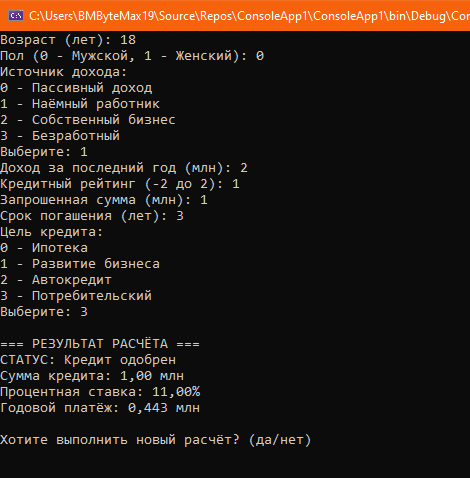 C:\Users\BMByteMax19\Source\Repos\ConsoleApp1\ConsoleApp1\bin\Debug\Con
Возраст (лет): 18
Пол (0 - Мужской, 1 - Женский): 0
Источник дохода:
0 - Пассивный доход
1 - Наёмный работник
2 - Собственный бизнес
3 - Безработный
Выберите: 1
Доход за последний год (млн): 2
Кредитный рейтинг (-2 до 2): 1
Запрошенная сумма (млн): 1
Срок погашения (лет): 3
Цель кредита:
0 - Ипотека
1 - Развитие бизнеса
2 - Автокредит
3 - Потребительский
Выберите: 3
=== РЕЗУЛЬТАТ РАСЧЁТА ===
СТАТУС: Кредит одобрен
Сумма кредита: 1,00 млн
Процентная ставка: 11,00%
Годовой платёж: 0,443 млн
Хотите выполнить новый расчёт? (да/нет)